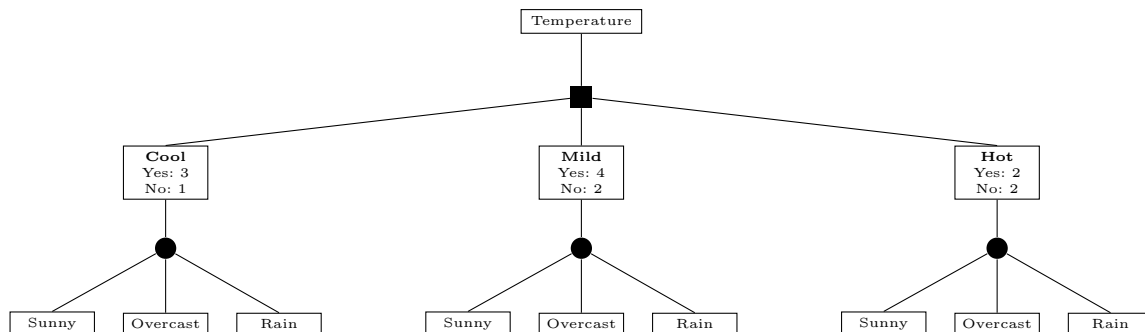 Temperature
Cool
Yes: 3
No: 1
Mild
Yes: 4
No: 2
Hot
Yes: 2
No: 2
Sunny
Overcast
Rain
Sunny
Overcast
Rain
Sunny
Overcast
Rain